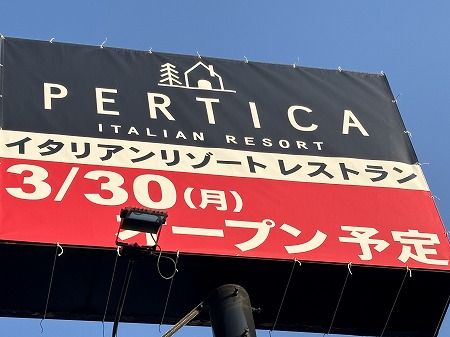 PERTICA
ITALIAN RESORT
イタリアンリゾートレストラン
3/30(月)
ープン予定